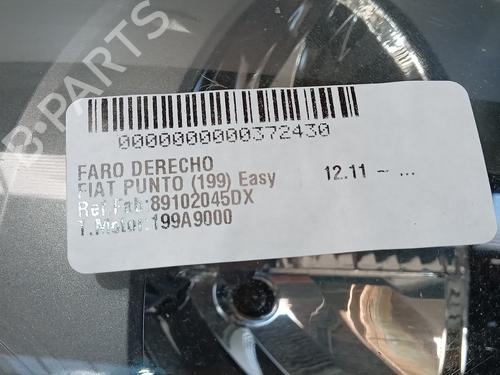 B-PARTS
0000000000372430
FARO DERECHO
FIAT PUNTO (199) Easy 12.11 - ...
Ref Fab:89102045DX
T.Motor:199A9000